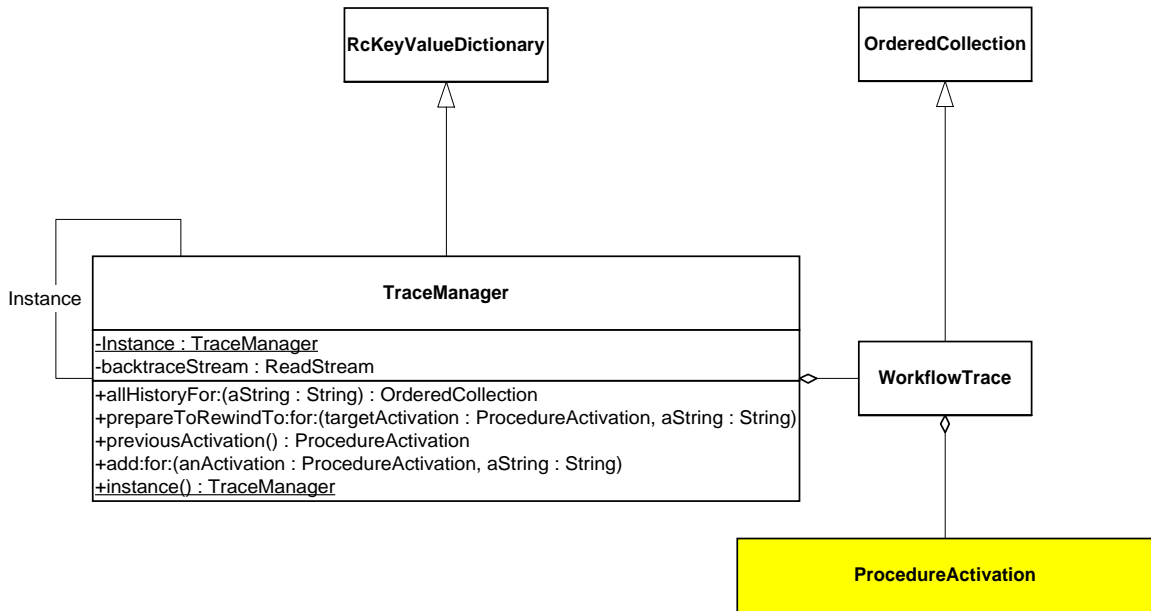 RcKeyValueDictionary
OrderedCollection
Instance
TraceManager
-Instance : TraceManager
-backtraceStream : ReadStream
+allHistoryFor:(aString : String) : OrderedCollection
+prepareToRewindTo:for:(targetActivation : ProcedureActivation, aString : String)
+previousActivation() : ProcedureActivation
+add:for:(anActivation : ProcedureActivation, aString : String)
+instance() : TraceManager
WorkflowTrace
ProcedureActivation